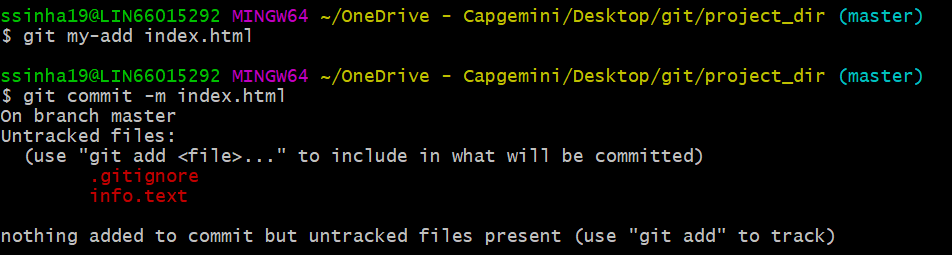 ssinha19@LIN66015292 MINGW64 ~/OneDrive - Capgemini/Desktop/git/project_dir (master)
$ git my-add index.html
ssinha19@LIN66015292 MINGW64 ~/OneDrive - Capgemini/Desktop/git/project_dir (master)
$ git commit -m index.html
On branch master
Untracked files:
  (use "git add <file>..." to include in what will be committed)
        .gitignore
        info.text
nothing added to commit but untracked files present (use "git add" to track)